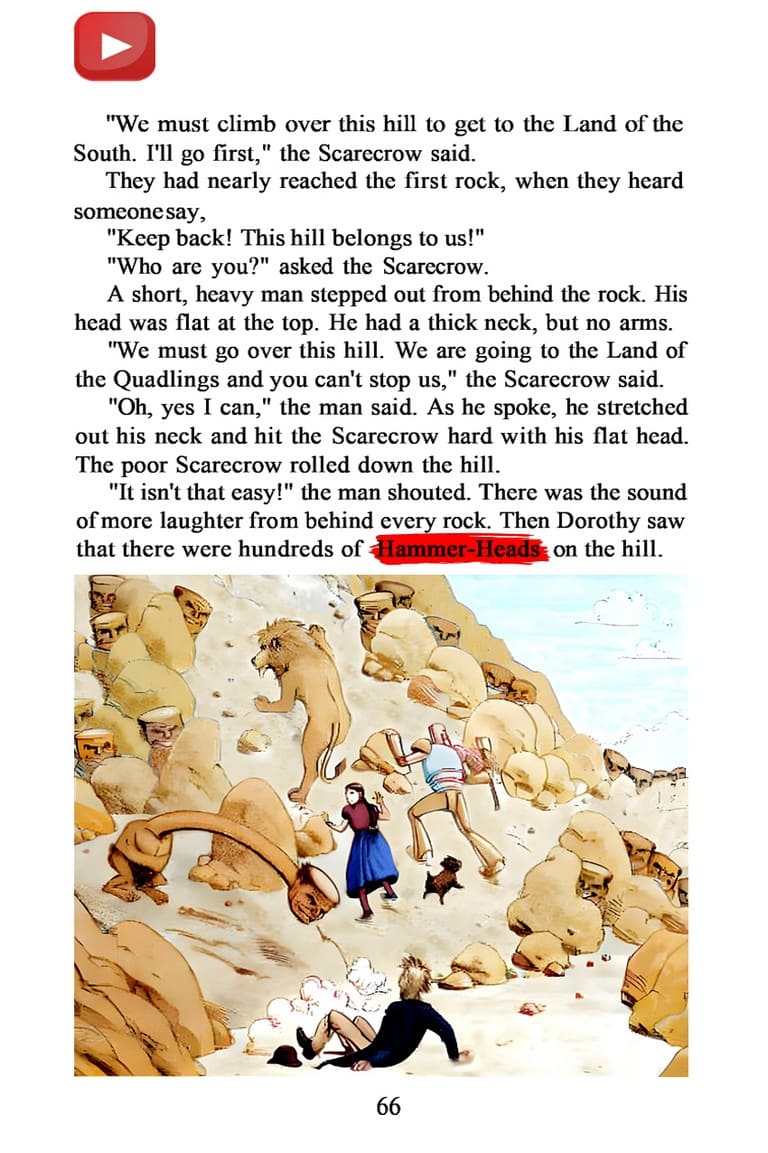 "We must climb over this hill to get to the Land of the
South. I'll go first," the Scarecrow said.
They had nearly reached the first rock, when they heard
someone say,
"Keep back! This hill belongs to us!"
"Who are you?" asked the Scarecrow.
A short, heavy man stepped out from behind the rock. His
head was flat at the top. He had a thick neck, but no arms.
"We must go over this hill. We are going to the Land of
the Quadlings and you can't stop us," the Scarecrow said.
"Oh, yes I can," the man said. As he spoke, he stretched
out his neck and hit the Scarecrow hard with his flat head.
The poor Scarecrow rolled down the hill.
"It isn't that easy!" the man shouted. There was the sound
of more laughter from behind every rock. Then Dorothy saw
that there were hundreds of Hammer-Heads on the hill.
66